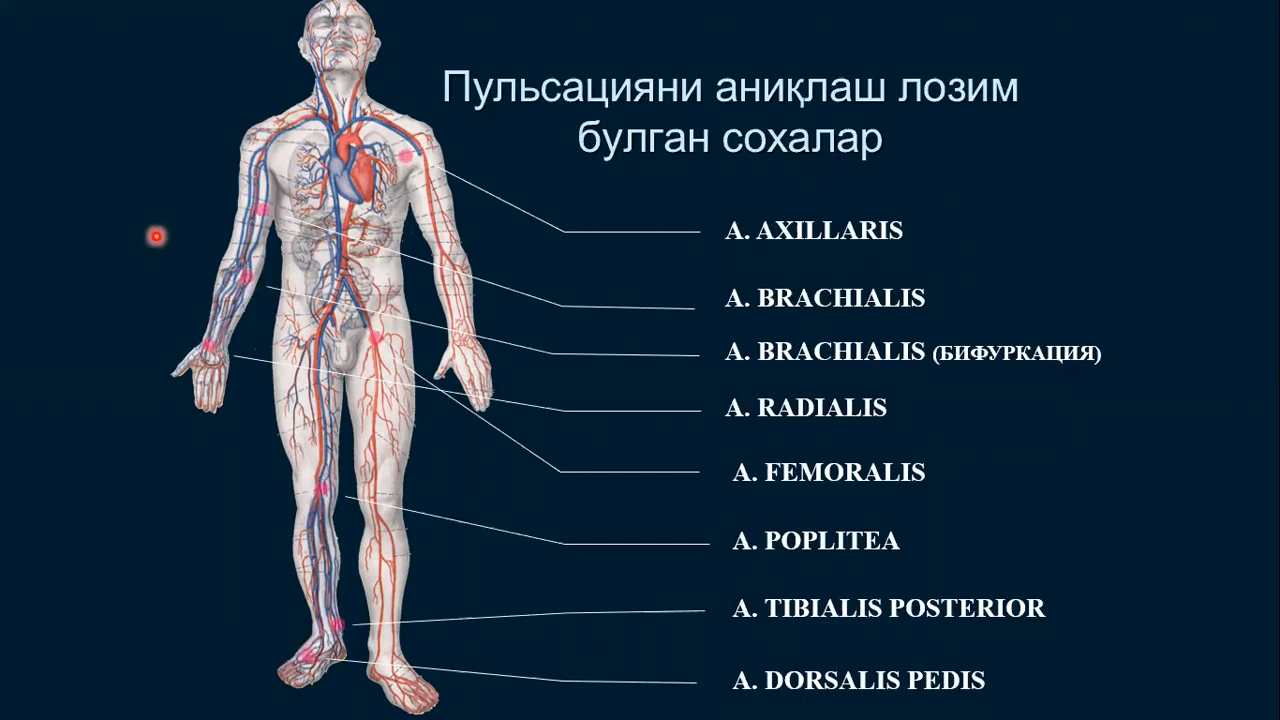 Пульсацияни аниқлаш лозим
булган сохалар
A. AXILLARIS
A. BRACHIALIS
A. BRACHIALIS (БИФУРКАЦИЯ)
A. RADIALIS
A. FEMORALIS
A. POPLITEA
A. TIBIALIS POSTERIOR
A. DORSALIS PEDIS